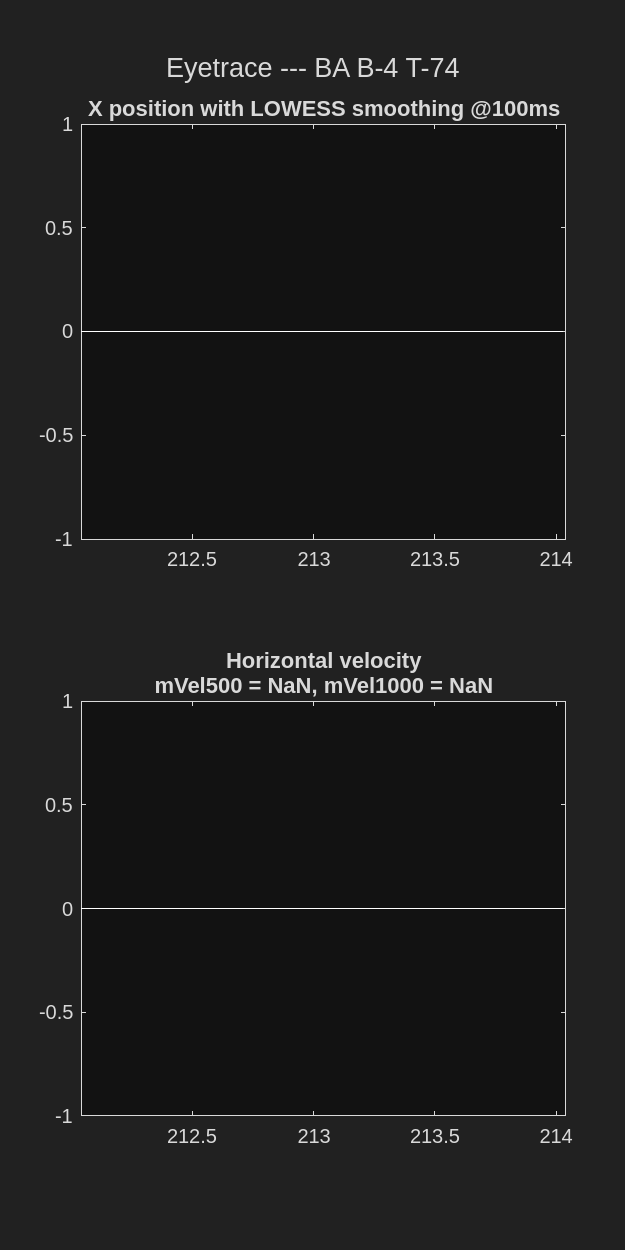 Eyetrace --- BA B-4 T-74
X position with LOWESS smoothing @100ms
1
0.5
0
-0.5
-1
212.5 213 213.5 214
Horizontal velocity
mVel500 = NaN, mVel1000 = NaN
1
0.5
0
-0.5
-1
212.5 213 213.5 214